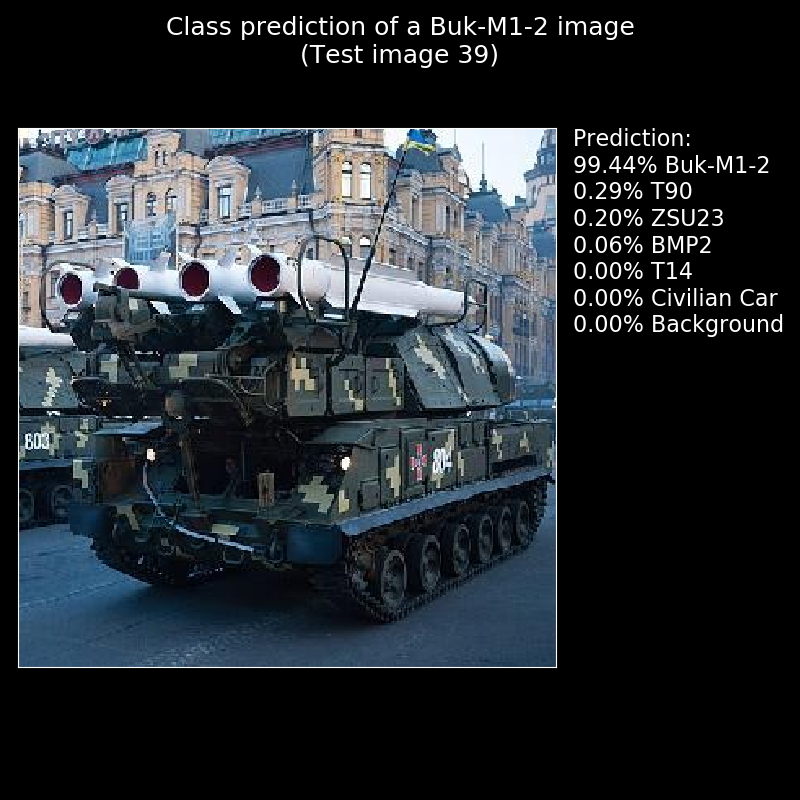 Class prediction of a Buk-M1-2 image
(Test image 39)
Prediction:
99.44% Buk-M1-2
0.29% T90
0.20% ZSU23
0.06% BMP2
0.00% T14
0.00% Civilian Car
0.00% Background
803
804